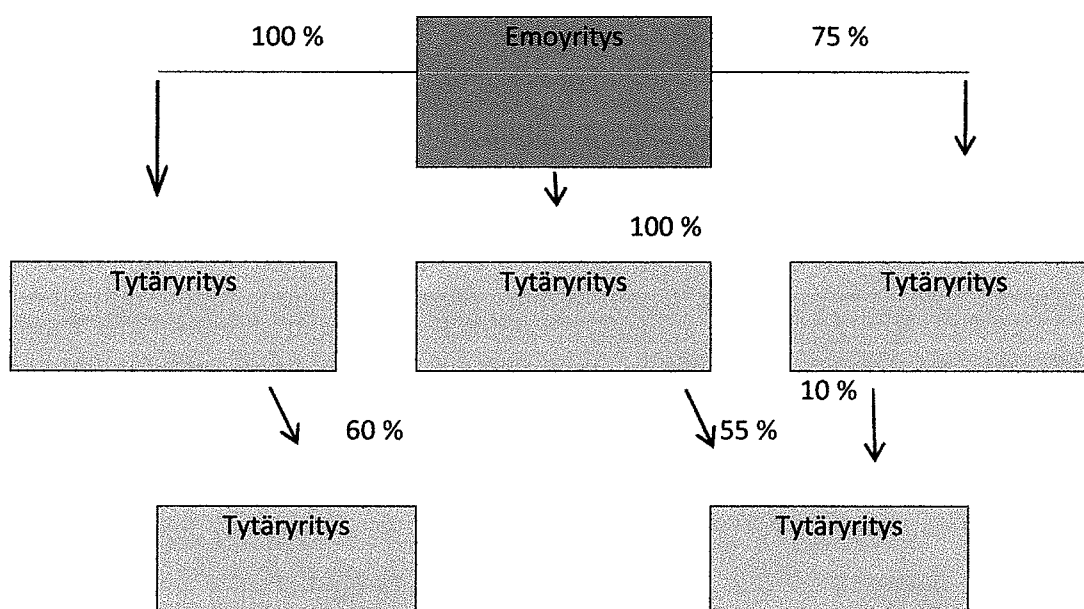 100 %
Emoyritys
75 %
100 %
Tytäryritys
Tytäryritys
Tytäryritys
10 %
60 %
55 %
Tytäryritys
Tytäryritys